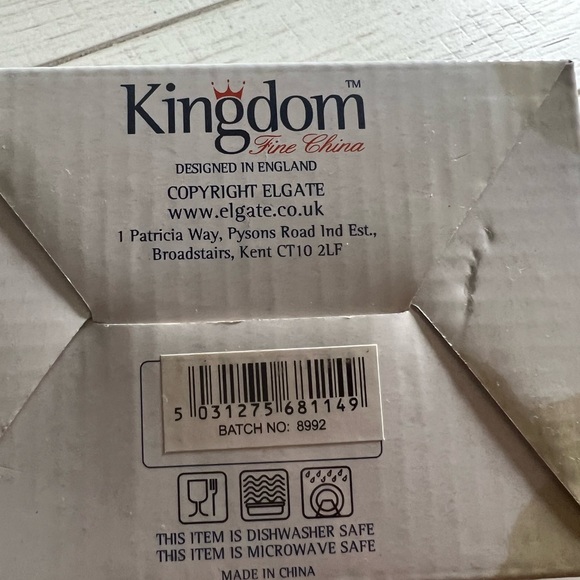 Kingdom™
Fine China
DESIGNED IN ENGLAND
COPYRIGHT ELGATE
www.elgate.co.uk
1 Patricia Way, Pysons Road Ind Est.,
Broadstairs, Kent CT10 2LF
5 031275 681149
BATCH NO: 8992
THIS ITEM IS DISHWASHER SAFE
THIS ITEM IS MICROWAVE SAFE
MADE IN CHINA